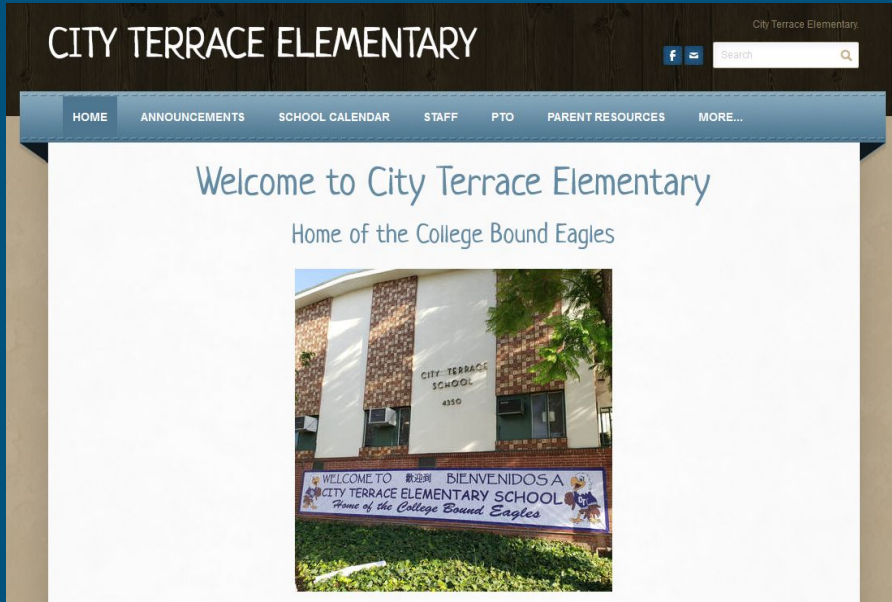 City Terrace Elementary.
CITY TERRACE ELEMENTARY
Search
HOME ANNOUNCEMENTS SCHOOL CALENDAR STAFF PTO PARENT RESOURCES MORE...
Welcome to City Terrace Elementary
Home of the College Bound Eagles
CITY TERRACE
SCHOOL
4350
WELCOME TO 歡迎到 BIENVENIDOS A
CITY TERRACE ELEMENTARY SCHOOL
Home of the College Bound Eagles